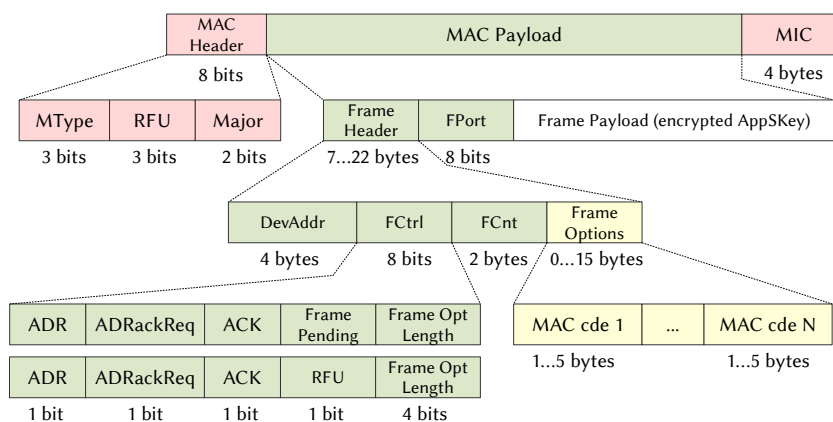 MAC
Header
MAC Payload
MIC
8 bits
4 bytes
MType
RFU
Major
Frame
Header
FPort
Frame Payload (encrypted AppSKey)
3 bits
3 bits
2 bits
7...22 bytes
8 bits
DevAddr
FCtrl
FCnt
Frame
Options
4 bytes
8 bits
2 bytes
0...15 bytes
ADR
ADRackReq
ACK
Frame
Pending
Frame Opt
Length
MAC cde 1
...
MAC cde N
1...5 bytes
1...5 bytes
ADR
ADRackReq
ACK
RFU
Frame Opt
Length
1 bit
1 bit
1 bit
1 bit
4 bits